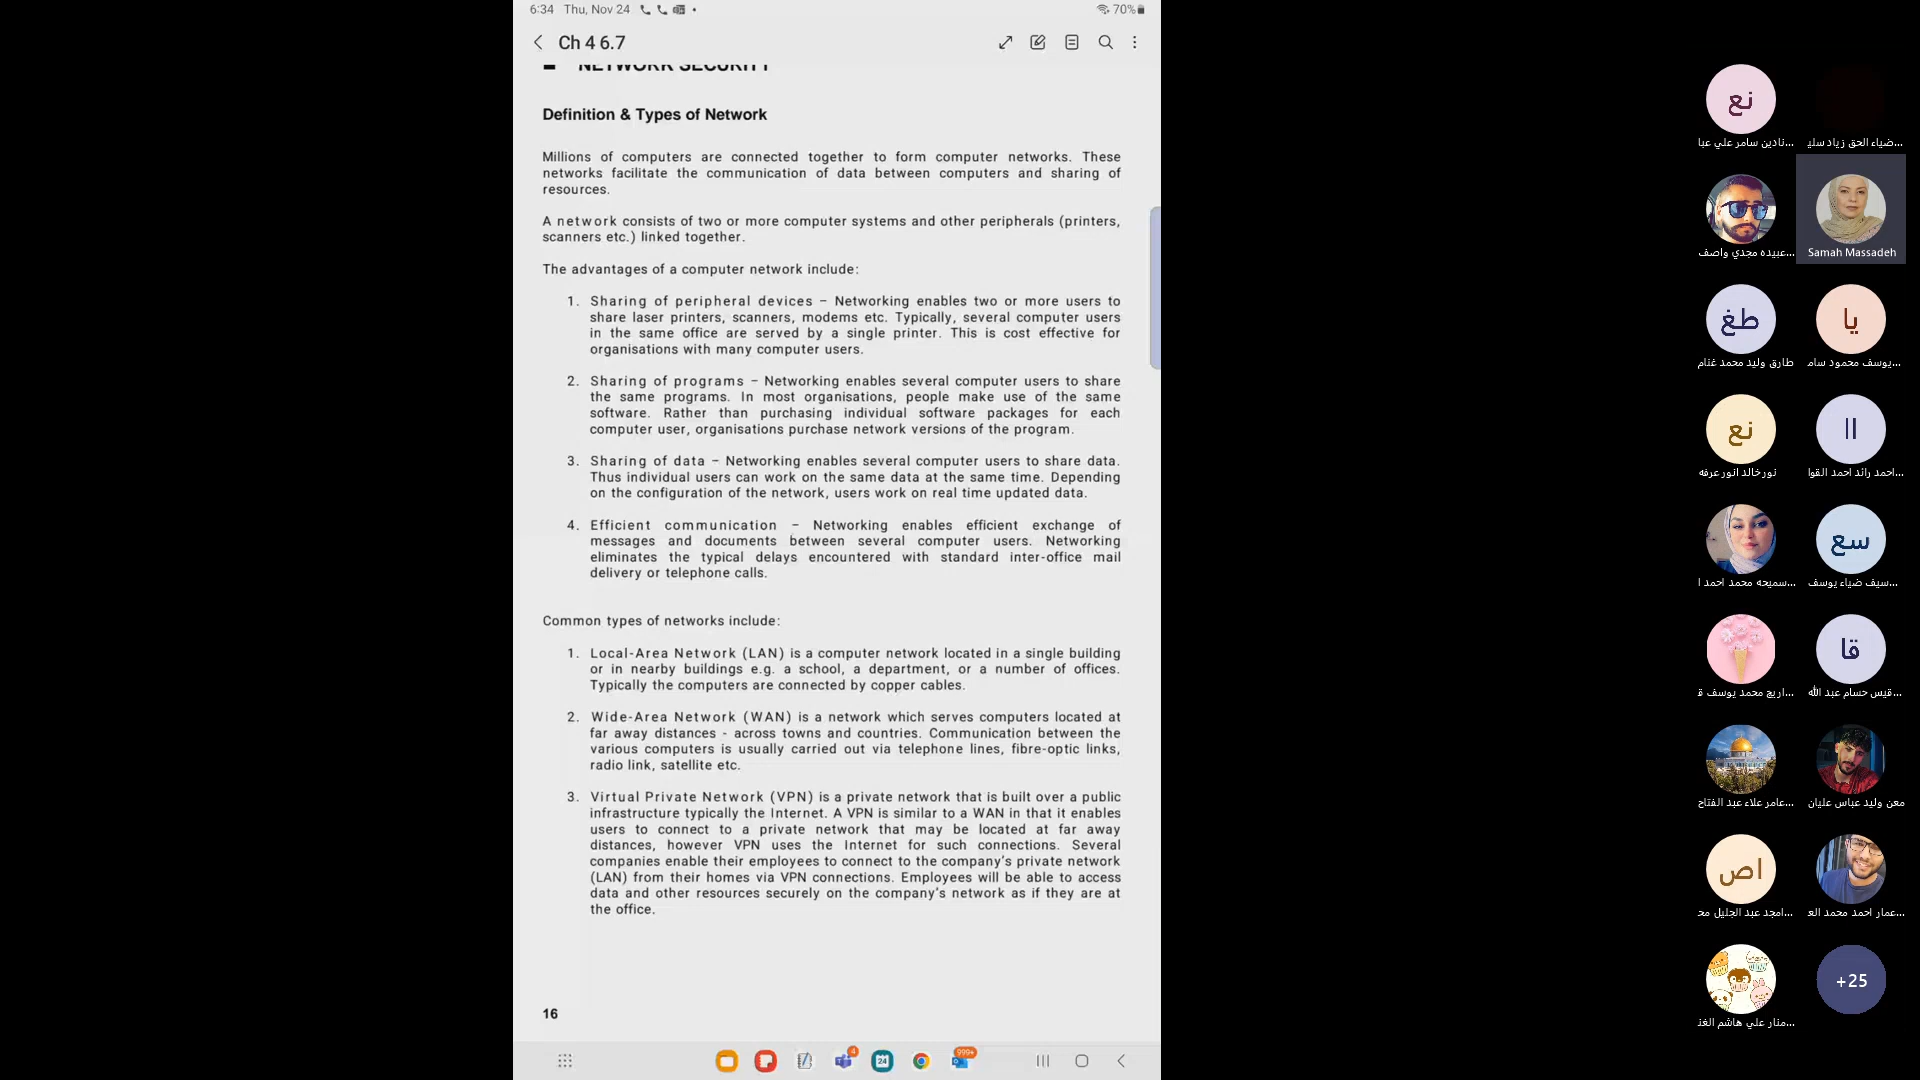 6:34 Thu, Nov 24
70%
Ch 4 6.7
NETWORK SECURITY
Definition & Types of Network
Millions of computers are connected together to form computer networks. These
networks facilitate the communication of data between computers and sharing of
resources.
A network consists of two or more computer systems and other peripherals (printers,
scanners etc.) linked together.
The advantages of a computer network include:
1. Sharing of peripheral devices – Networking enables two or more users to
share laser printers, scanners, modems etc. Typically, several computer users
in the same office are served by a single printer. This is cost effective for
organisations with many computer users.
2. Sharing of programs – Networking enables several computer users to share
the same programs. In most organisations, people make use of the same
software. Rather than purchasing individual software packages for each
computer user, organisations purchase network versions of the program.
3. Sharing of data – Networking enables several computer users to share data.
Thus individual users can work on the same data at the same time. Depending
on the configuration of the network, users work on real time updated data.
4. Efficient communication – Networking enables efficient exchange of
messages and documents between several computer users. Networking
eliminates the typical delays encountered with standard inter-office mail
delivery or telephone calls.
Common types of networks include:
1. Local-Area Network (LAN) is a computer network located in a single building
or in nearby buildings e.g. a school, a department, or a number of offices.
Typically the computers are connected by copper cables.
2. Wide-Area Network (WAN) is a network which serves computers located at
far away distances - across towns and countries. Communication between the
various computers is usually carried out via telephone lines, fibre-optic links,
radio link, satellite etc.
3. Virtual Private Network (VPN) is a private network that is built over a public
infrastructure typically the Internet. A VPN is similar to a WAN in that it enables
users to connect to a private network that may be located at far away
distances, however VPN uses the Internet for such connections. Several
companies enable their employees to connect to the company's private network
(LAN) from their homes via VPN connections. Employees will be able to access
data and other resources securely on the company's network as if they are at
the office.
16
4
24
999+
نع
نادين سامر علي عبا...
ضياء الحق زياد سلي...
عبيده مجدي واصف...
Samah Massadeh
طغ
يا
طارق وليد محمد غنام
يوسف محمود سام...
نع
اا
نور خالد انور عرفه
احمد رائد احمد القوا...
سع
سميحه محمد احمد ا...
سيف ضياء يوسف...
قا
اريج محمد يوسف ق...
قيس حسام عبد الله...
عامر علاء عبد الفتاح...
معن وليد عباس عليان
اص
امجد عبد الجليل مح...
عمار احمد محمد الع...
+25
منار علي هاشم الغن...